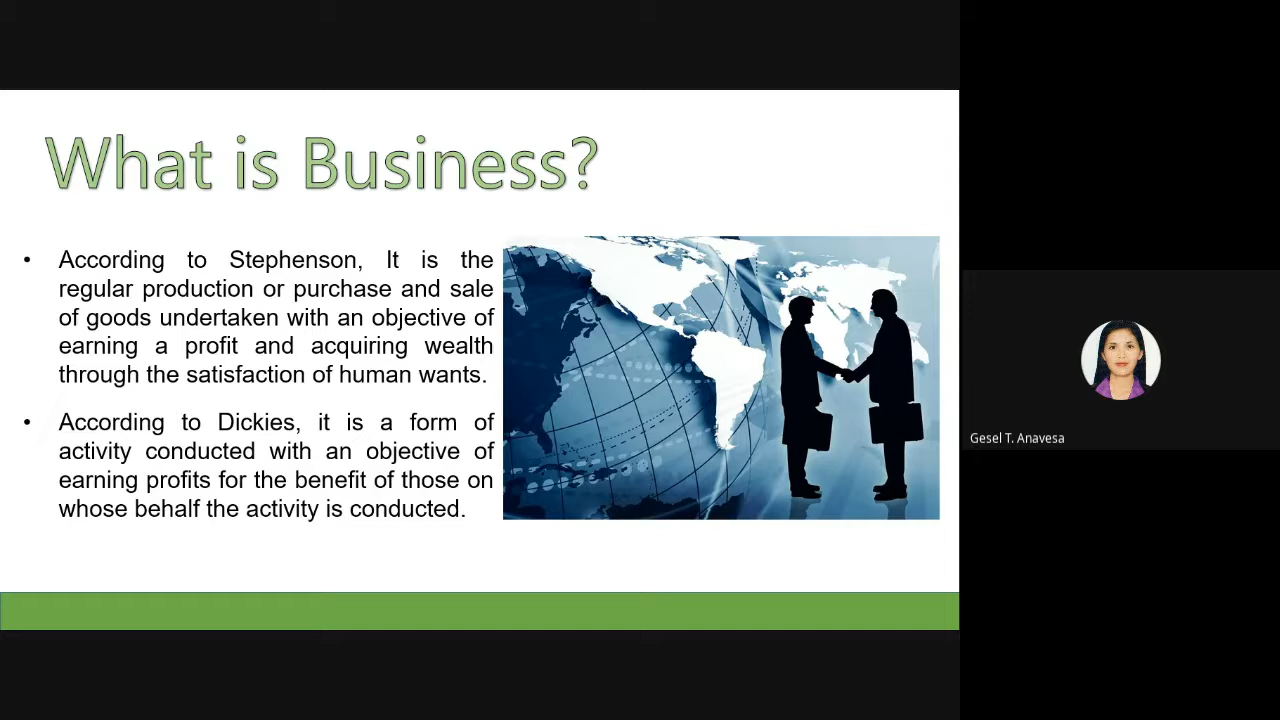 What is Business?
• According to Stephenson, It is the
regular production or purchase and sale
of goods undertaken with an objective of
earning a profit and acquiring wealth
through the satisfaction of human wants.
• According to Dickies, it is a form of
activity conducted with an objective of
earning profits for the benefit of those on
whose behalf the activity is conducted.
Gesel T. Anavesa